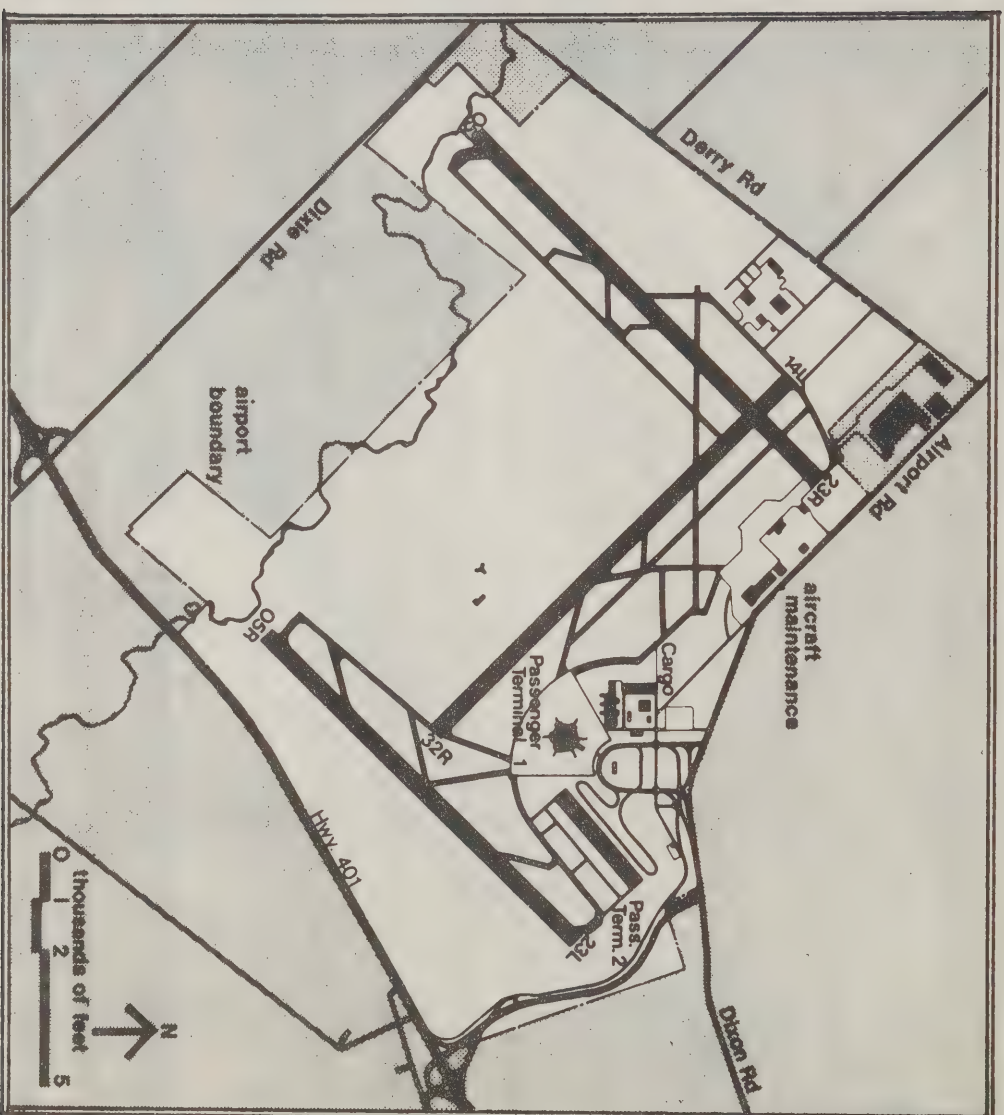 Derry Rd
Airport Rd
Dixie Rd
14L
23R
aircraft
maintenance
airport
boundary
Cargo
Passenger
Terminal
1
05R
32R
Pass.
Term. 2
23L
Hwy. 401
Dixon Rd
0 1 2 5
thousands of feet
N